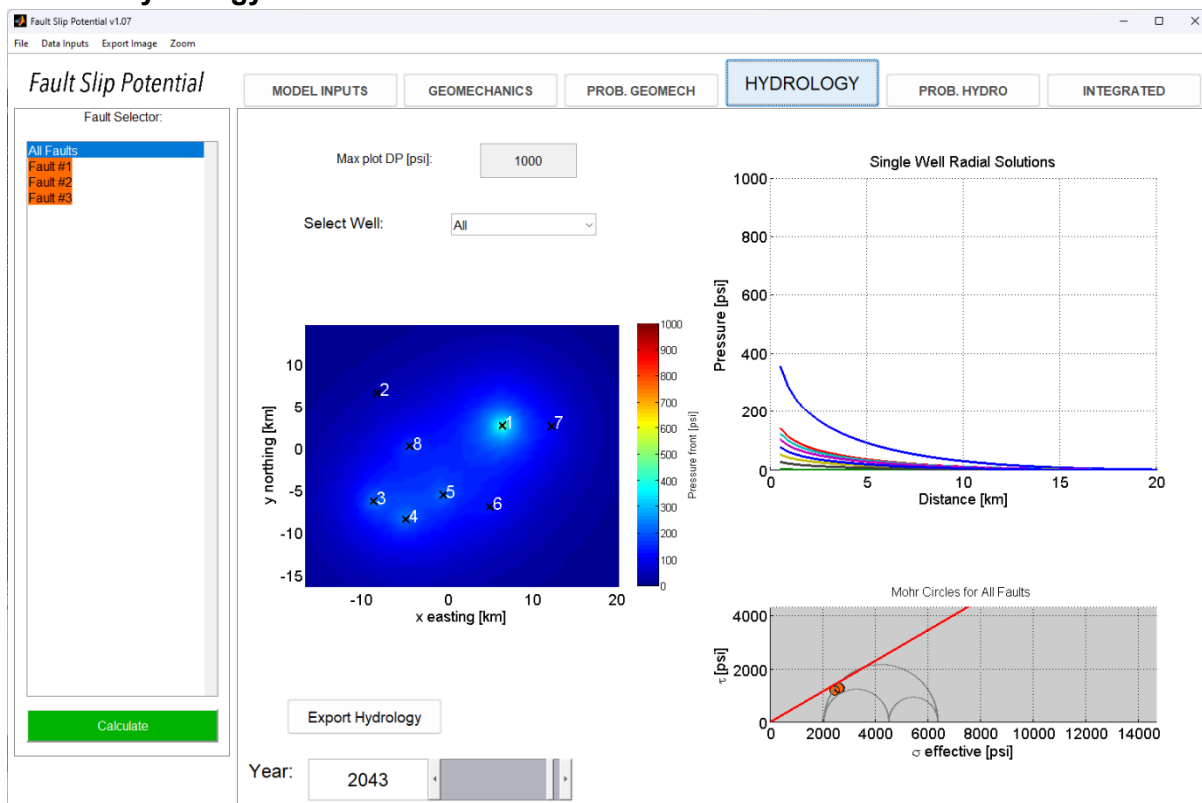 Fault Slip Potential v1.07
File Data Inputs Export Image Zoom
Fault Slip Potential
MODEL INPUTS
GEOMECHANICS
PROB. GEOMECH
HYDROLOGY
PROB. HYDRO
INTEGRATED
Fault Selector:
All Faults
Fault #1
Fault #2
Fault #3
Calculate
Max plot DP [psi]:
1000
Select Well:
All
10
5
0
-5
-10
-15
y northing [km]
-10 0 10 20
x easting [km]
1
2
3
4
5
6
7
8
1000
900
800
700
600
500
400
300
200
100
0
Pressure front [psi]
Export Hydrology
Year:
2043
Single Well Radial Solutions
1000
800
600
400
200
0
Pressure [psi]
0 5 10 15 20
Distance [km]
Mohr Circles for All Faults
4000
2000
0
τ [psi]
0 2000 4000 6000 8000 10000 12000 14000
σ effective [psi]